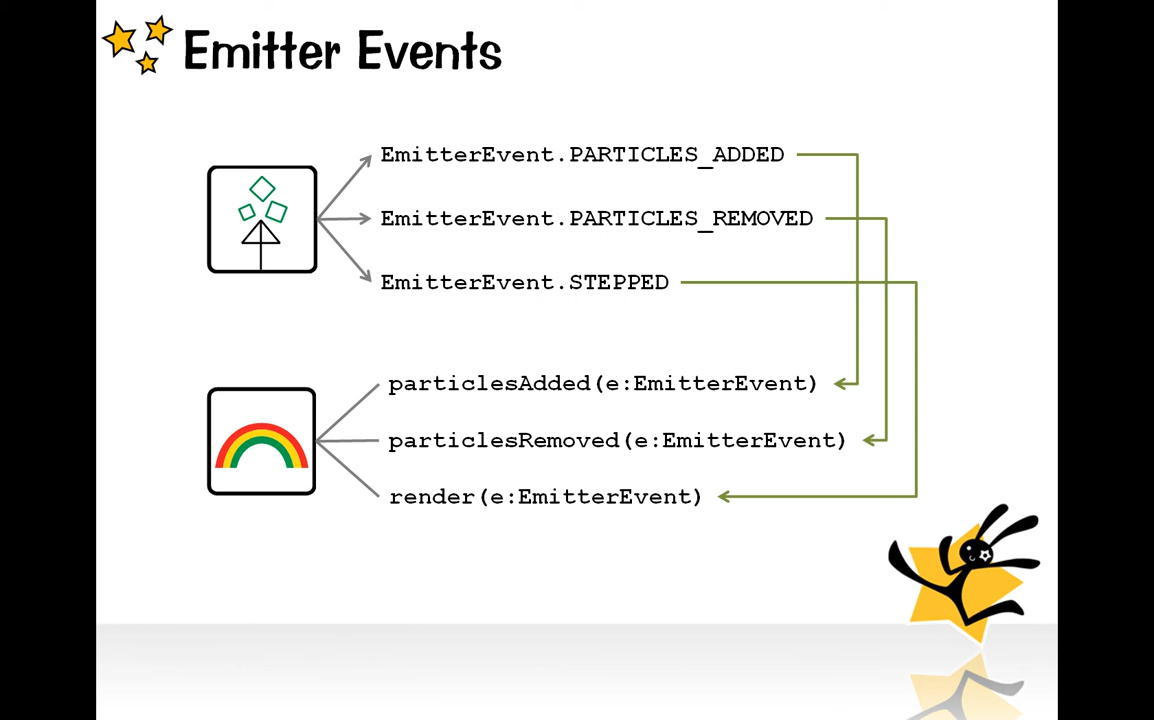 Emitter Events
EmitterEvent.PARTICLES_ADDED
EmitterEvent.PARTICLES_REMOVED
EmitterEvent.STEPPED
particlesAdded(e:EmitterEvent)
particlesRemoved(e:EmitterEvent)
render(e:EmitterEvent)